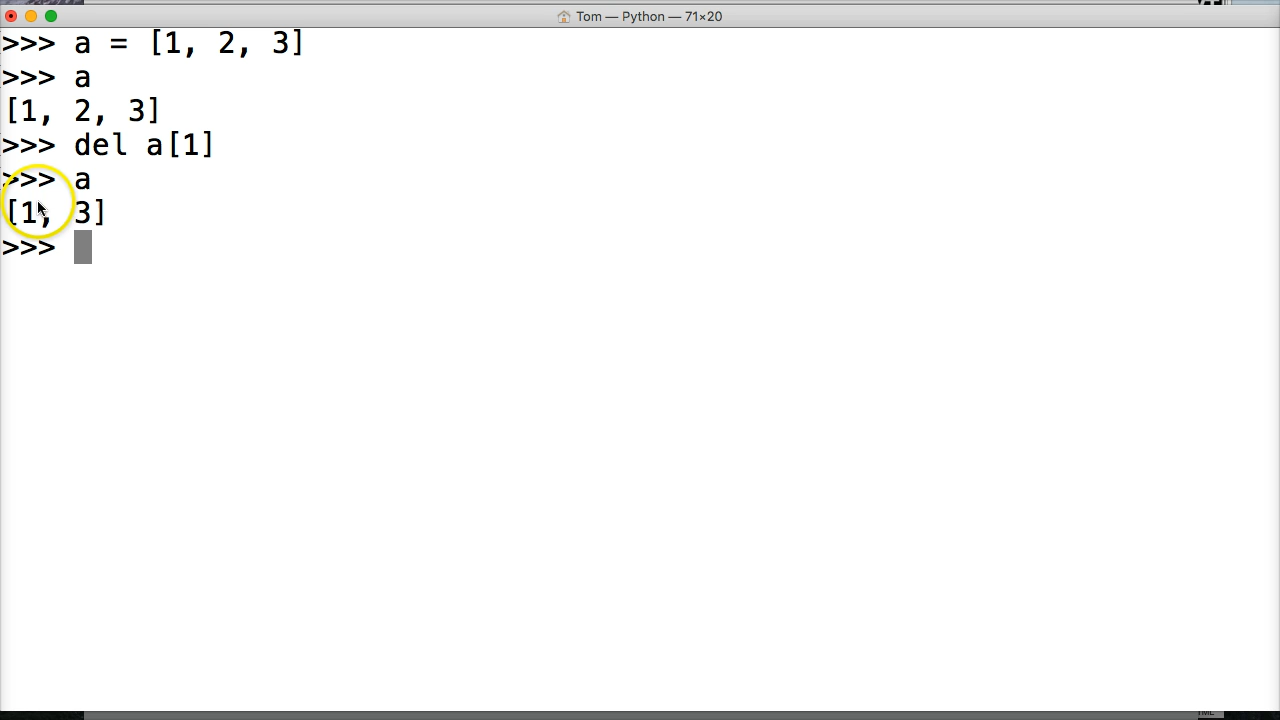 Tom — Python — 71×20
>>> a = [1, 2, 3]
>>> a
[1, 2, 3]
>>> del a[1]
>>> a
[1, 3]
>>>